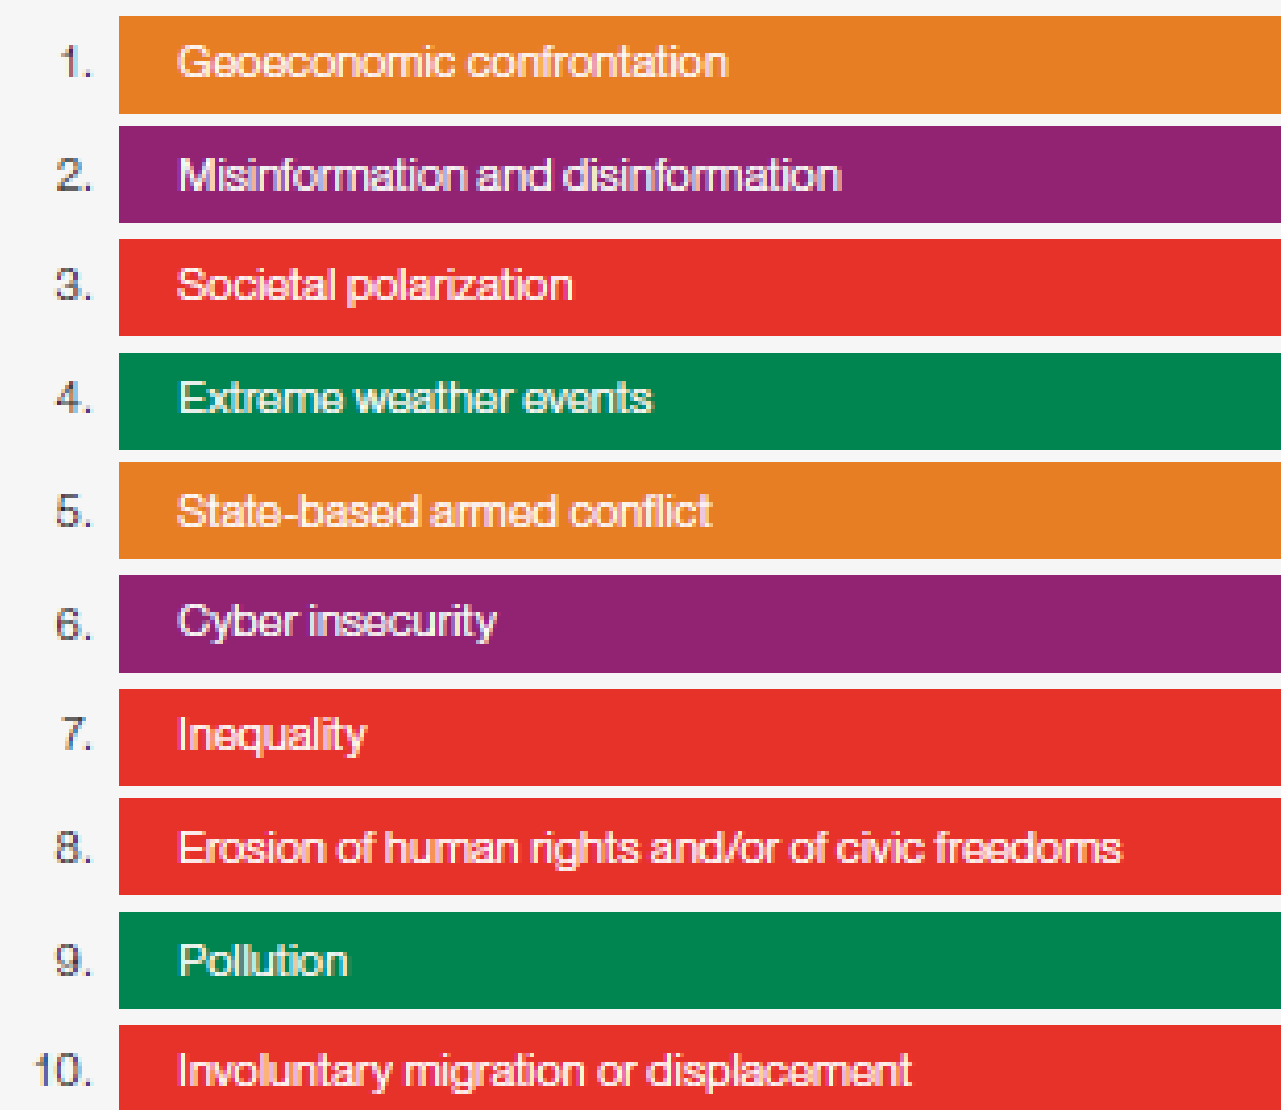 1. Geoeconomic confrontation
2. Misinformation and disinformation
3. Societal polarization
4. Extreme weather events
5. State-based armed conflict
6. Cyber insecurity
7. Inequality
8. Erosion of human rights and/or of civic freedoms
9. Pollution
10. Involuntary migration or displacement